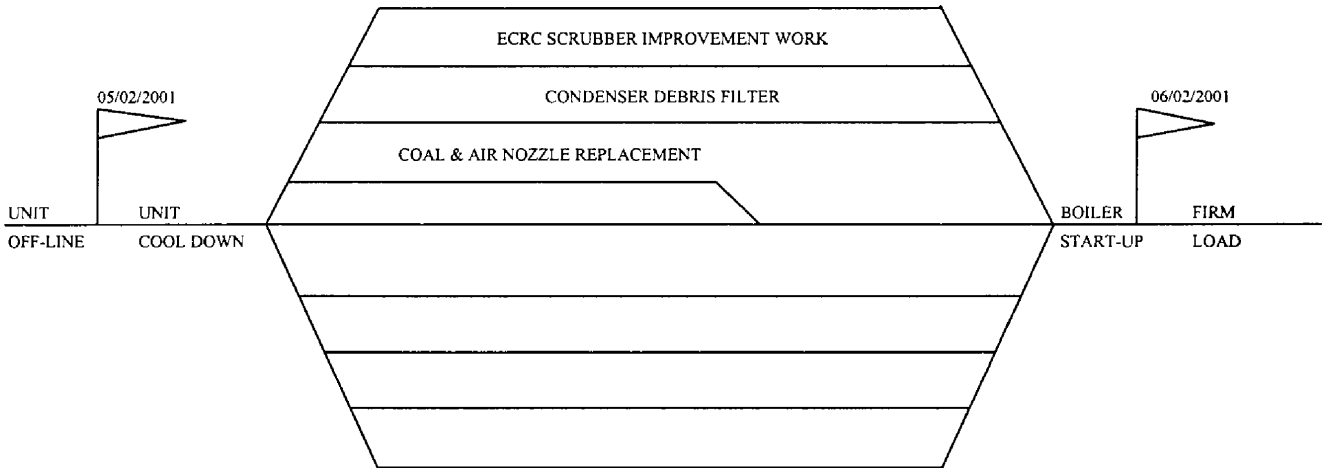 ECRC SCRUBBER IMPROVEMENT WORK
05/02/2001
CONDENSER DEBRIS FILTER
06/02/2001
COAL & AIR NOZZLE REPLACEMENT
UNIT UNIT BOILER FIRM
OFF-LINE COOL DOWN START-UP LOAD